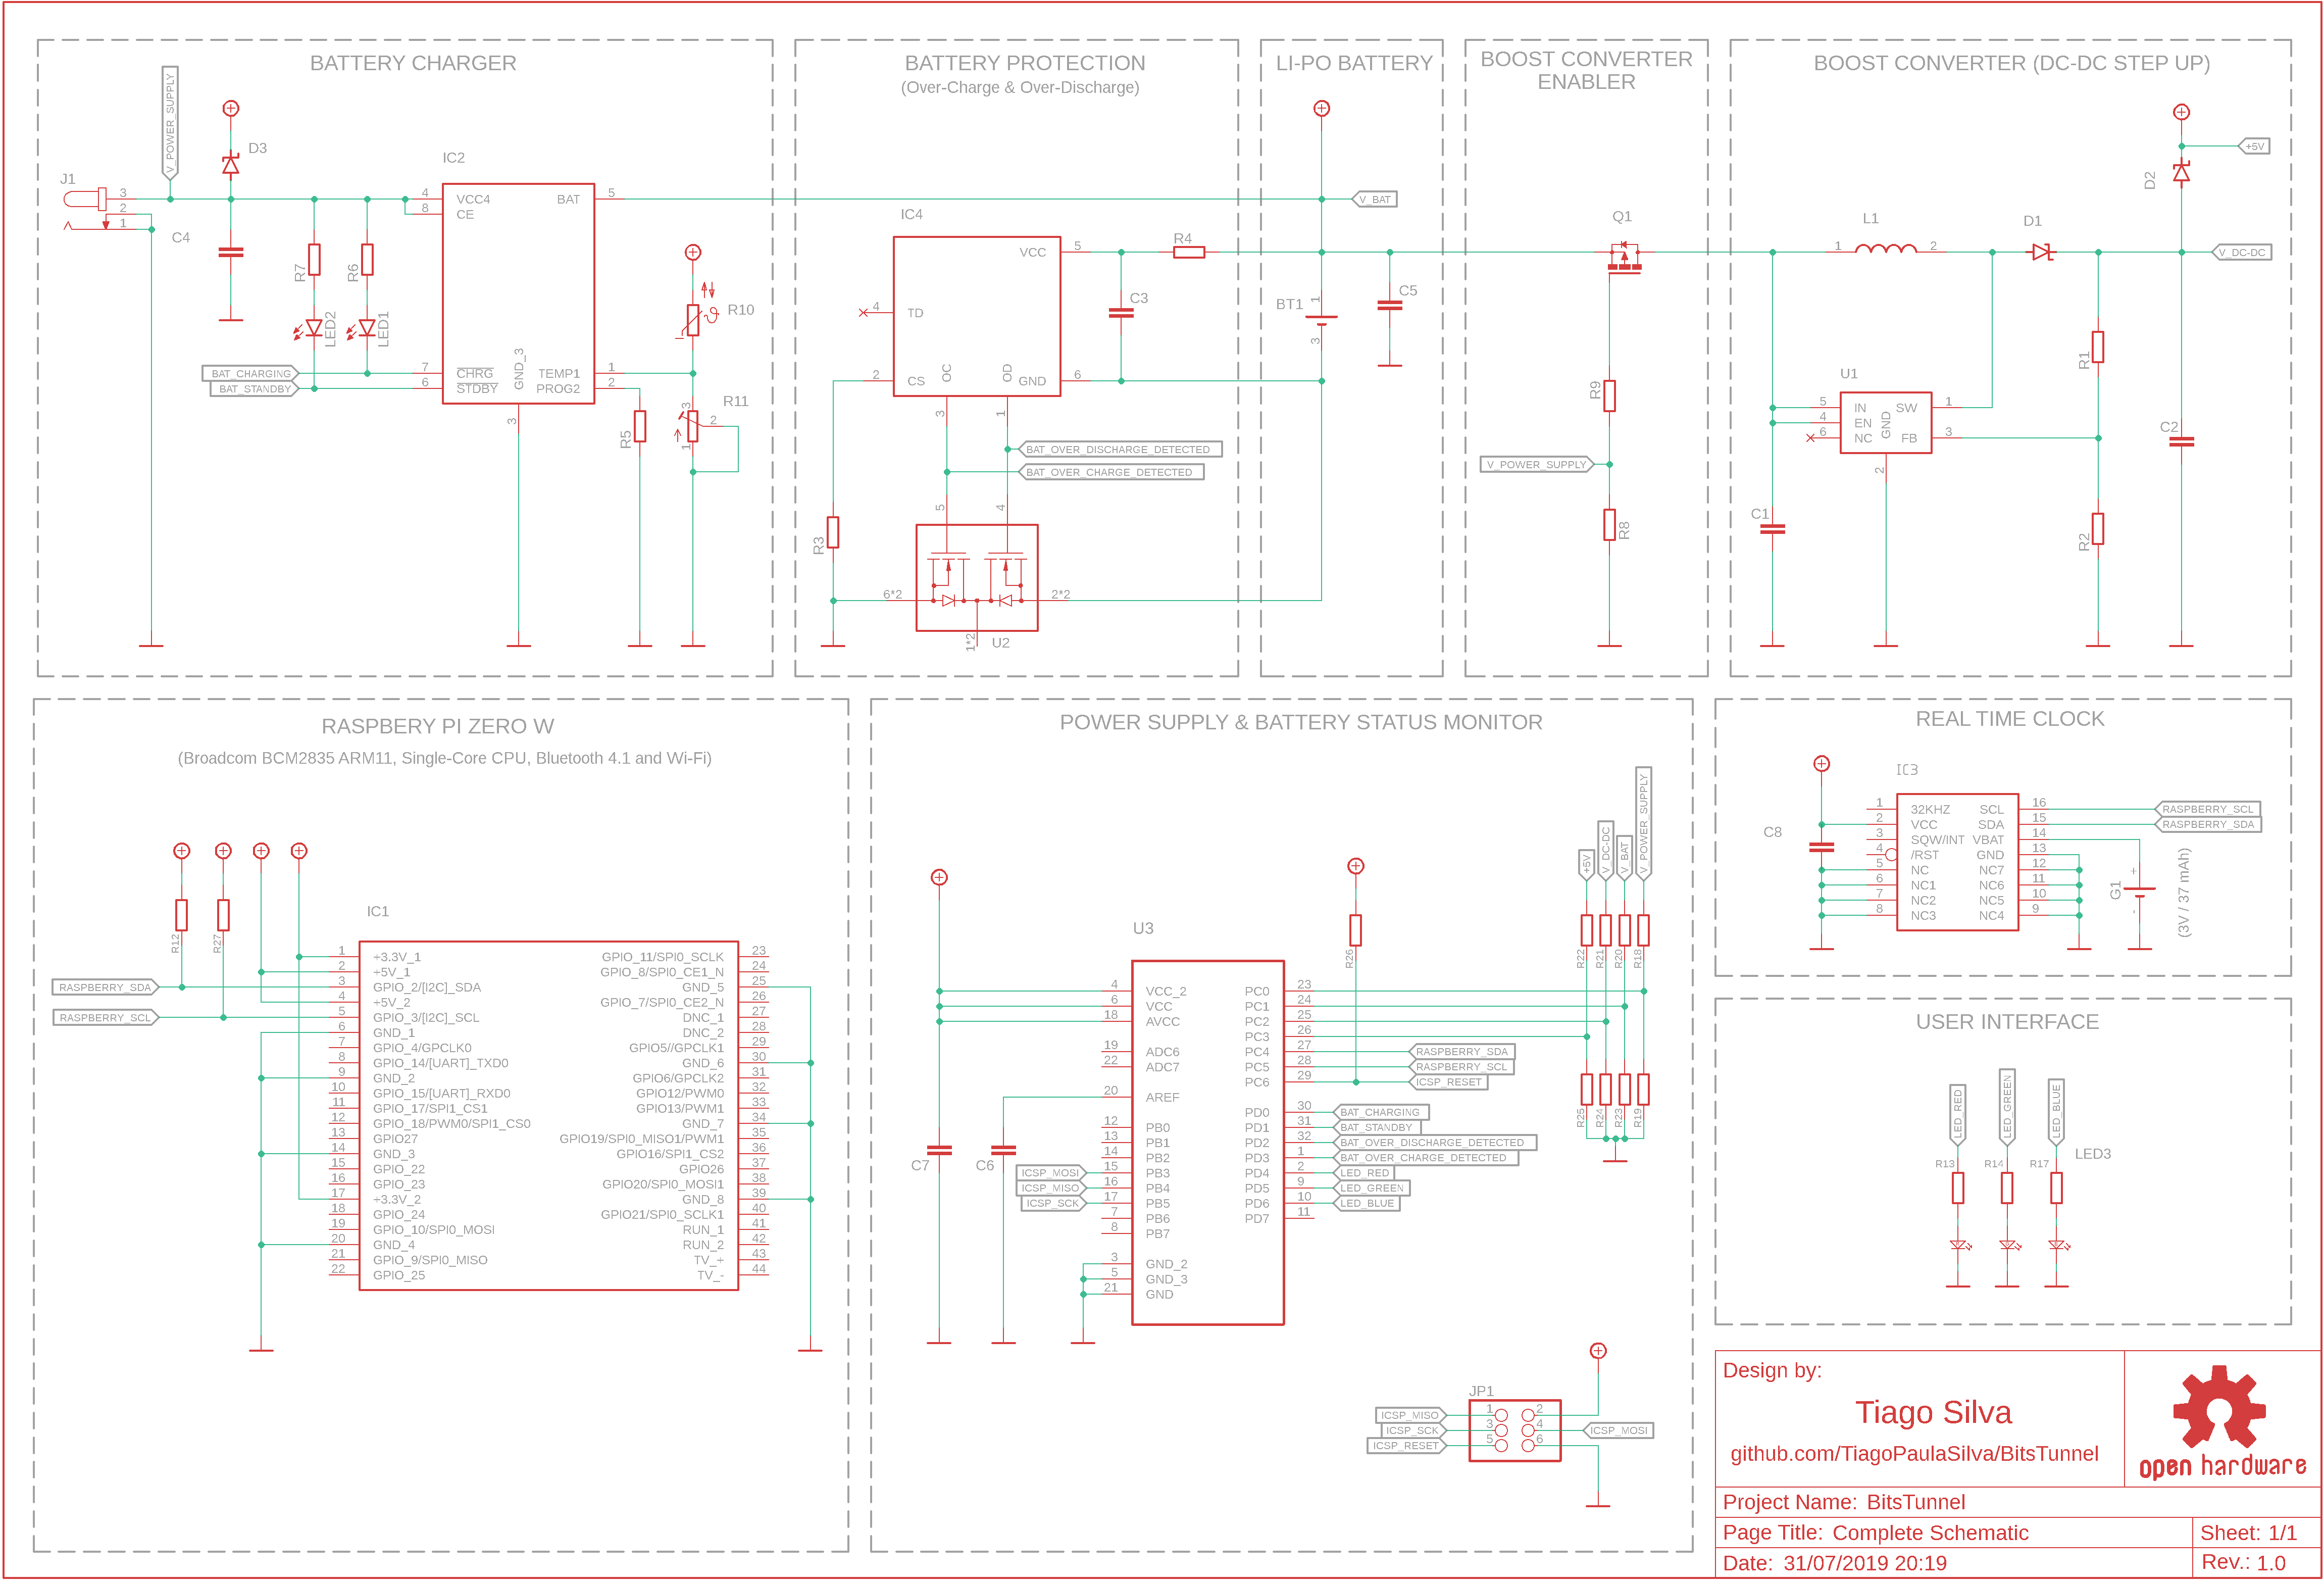 BATTERY CHARGER
V_POWER_SUPPLY
D3
IC2
J1
3
2
1
C4
R7
R6
LED2
LED1
BAT_CHARGING
BAT_STANDBY
4 VCC4 BAT 5
8 CE
7 CHRG TEMP1 1
6 STDBY PROG2 2
GND_3
3
R10
R11
3
2
1
R5
BATTERY PROTECTION
(Over-Charge & Over-Discharge)
IC4
VCC 5
4 TD
2 CS OC OD GND 6
3
1
R4
C3
BAT_OVER_DISCHARGE_DETECTED
BAT_OVER_CHARGE_DETECTED
5
4
R3
6*2
2*2
1*2
U2
LI-PO BATTERY
V_BAT
BT1
1
3
C5
BOOST CONVERTER
ENABLER
Q1
R9
V_POWER_SUPPLY
R8
BOOST CONVERTER (DC-DC STEP UP)
+5V
D2
L1
1
2
D1
V_DC-DC
U1
5 IN SW 1
4 EN
6 NC FB 3
GND
2
R1
R2
C1
C2
RASPBERY PI ZERO W
(Broadcom BCM2835 ARM11, Single-Core CPU, Bluetooth 4.1 and Wi-Fi)
R12
R27
IC1
RASPBERRY_SDA
RASPBERRY_SCL
1 +3.3V_1 GPIO_11/SPI0_SCLK 23
2 +5V_1 GPIO_8/SPI0_CE1_N 24
3 GPIO_2/[I2C]_SDA GND_5 25
4 +5V_2 GPIO_7/SPI0_CE2_N 26
5 GPIO_3/[I2C]_SCL DNC_1 27
6 GND_1 DNC_2 28
7 GPIO_4/GPCLK0 GPIO5//GPCLK1 29
8 GPIO_14/[UART]_TXD0 GND_6 30
9 GND_2 GPIO6/GPCLK2 31
10 GPIO_15/[UART]_RXD0 GPIO12/PWM0 32
11 GPIO_17/SPI1_CS1 GPIO13/PWM1 33
12 GPIO_18/PWM0/SPI1_CS0 GND_7 34
13 GPIO27 GPIO19/SPI0_MISO1/PWM1 35
14 GND_3 GPIO16/SPI1_CS2 36
15 GPIO_22 GPIO26 37
16 GPIO_23 GPIO20/SPI0_MOSI1 38
17 +3.3V_2 GND_8 39
18 GPIO_24 GPIO21/SPI0_SCLK1 40
19 GPIO_10/SPI0_MOSI RUN_1 41
20 GND_4 RUN_2 42
21 GPIO_9/SPI0_MISO TV_+ 43
22 GPIO_25 TV_- 44
POWER SUPPLY & BATTERY STATUS MONITOR
+5V
V_DC-DC
V_BAT
V_POWER_SUPPLY
U3
R26
R22
R21
R20
R18
R25
R24
R23
R19
C7
C6
4 VCC_2 PC0 23
6 VCC PC1 24
18 AVCC PC2 25
PC3 26
19 ADC6 PC4 27 RASPBERRY_SDA
22 ADC7 PC5 28 RASPBERRY_SCL
PC6 29 ICSP_RESET
20 AREF
PD0 30 BAT_CHARGING
12 PB0 PD1 31 BAT_STANDBY
13 PB1 PD2 32 BAT_OVER_DISCHARGE_DETECTED
14 PB2 PD3 1 BAT_OVER_CHARGE_DETECTED
ICSP_MOSI 15 PB3 PD4 2 LED_RED
ICSP_MISO 16 PB4 PD5 9 LED_GREEN
ICSP_SCK 17 PB5 PD6 10 LED_BLUE
7 PB6 PD7 11
8 PB7
3 GND_2
5 GND_3
21 GND
JP1
ICSP_MISO 1 2
ICSP_SCK 3 4 ICSP_MOSI
ICSP_RESET 5 6
REAL TIME CLOCK
IC3
C8
1 32KHZ SCL 16 RASPBERRY_SCL
2 VCC SDA 15 RASPBERRY_SDA
3 SQW/INT VBAT 14
4 /RST GND 13
5 NC NC7 12
6 NC1 NC6 11
7 NC2 NC5 10
8 NC3 NC4 9
G1
+
-
(3V / 37 mAh)
USER INTERFACE
LED_RED
LED_GREEN
LED_BLUE
LED3
R13
R14
R17
Design by:
Tiago Silva
github.com/TiagoPaulaSilva/BitsTunnel
open hardware
Project Name: BitsTunnel
Page Title: Complete Schematic
Sheet: 1/1
Date: 31/07/2019 20:19
Rev.: 1.0